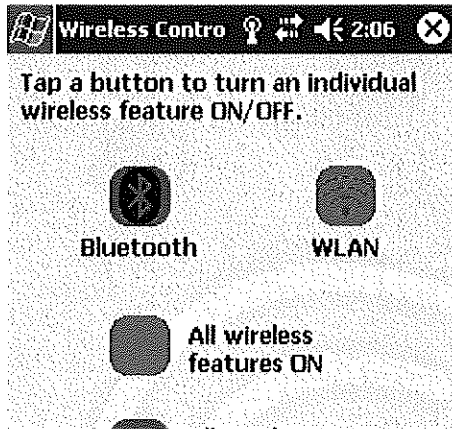 Wireless Contro 2:06
Tap a button to turn an individual
wireless feature ON/OFF.
Bluetooth WLAN
All wireless
features ON